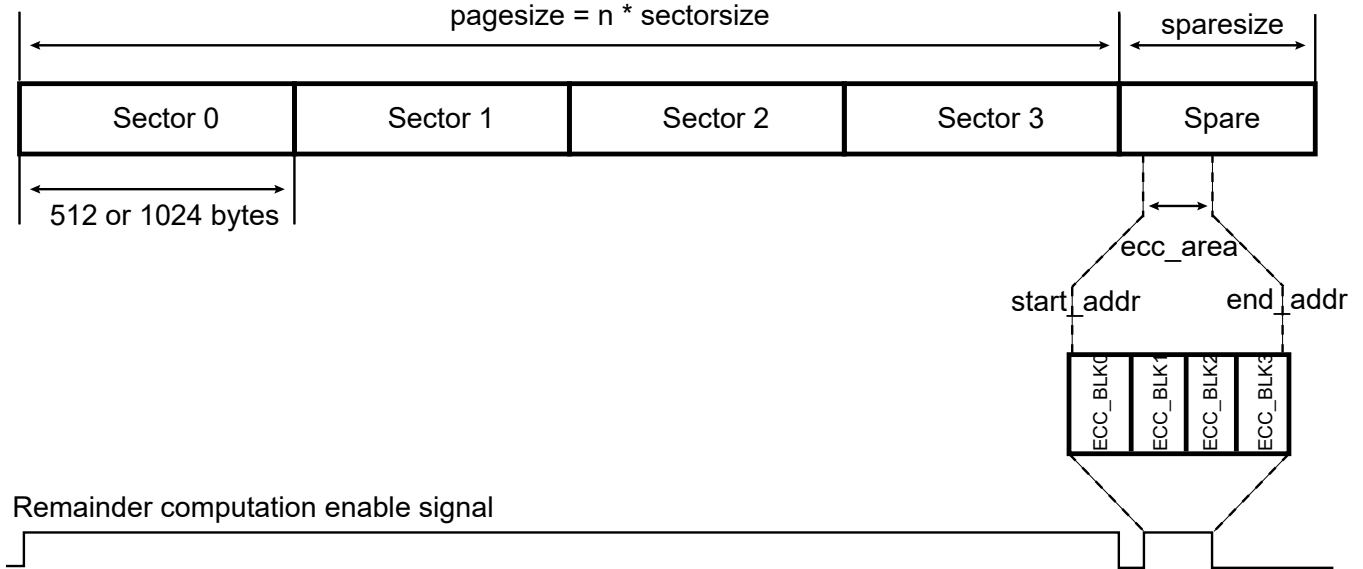 pagesize = n * sectorsize
sparesize
Sector 0
Sector 1
Sector 2
Sector 3
Spare
512 or 1024 bytes
ecc_area
start_addr
end_addr
ECC_BLK0
ECC_BLK1
ECC_BLK2
ECC_BLK3
Remainder computation enable signal